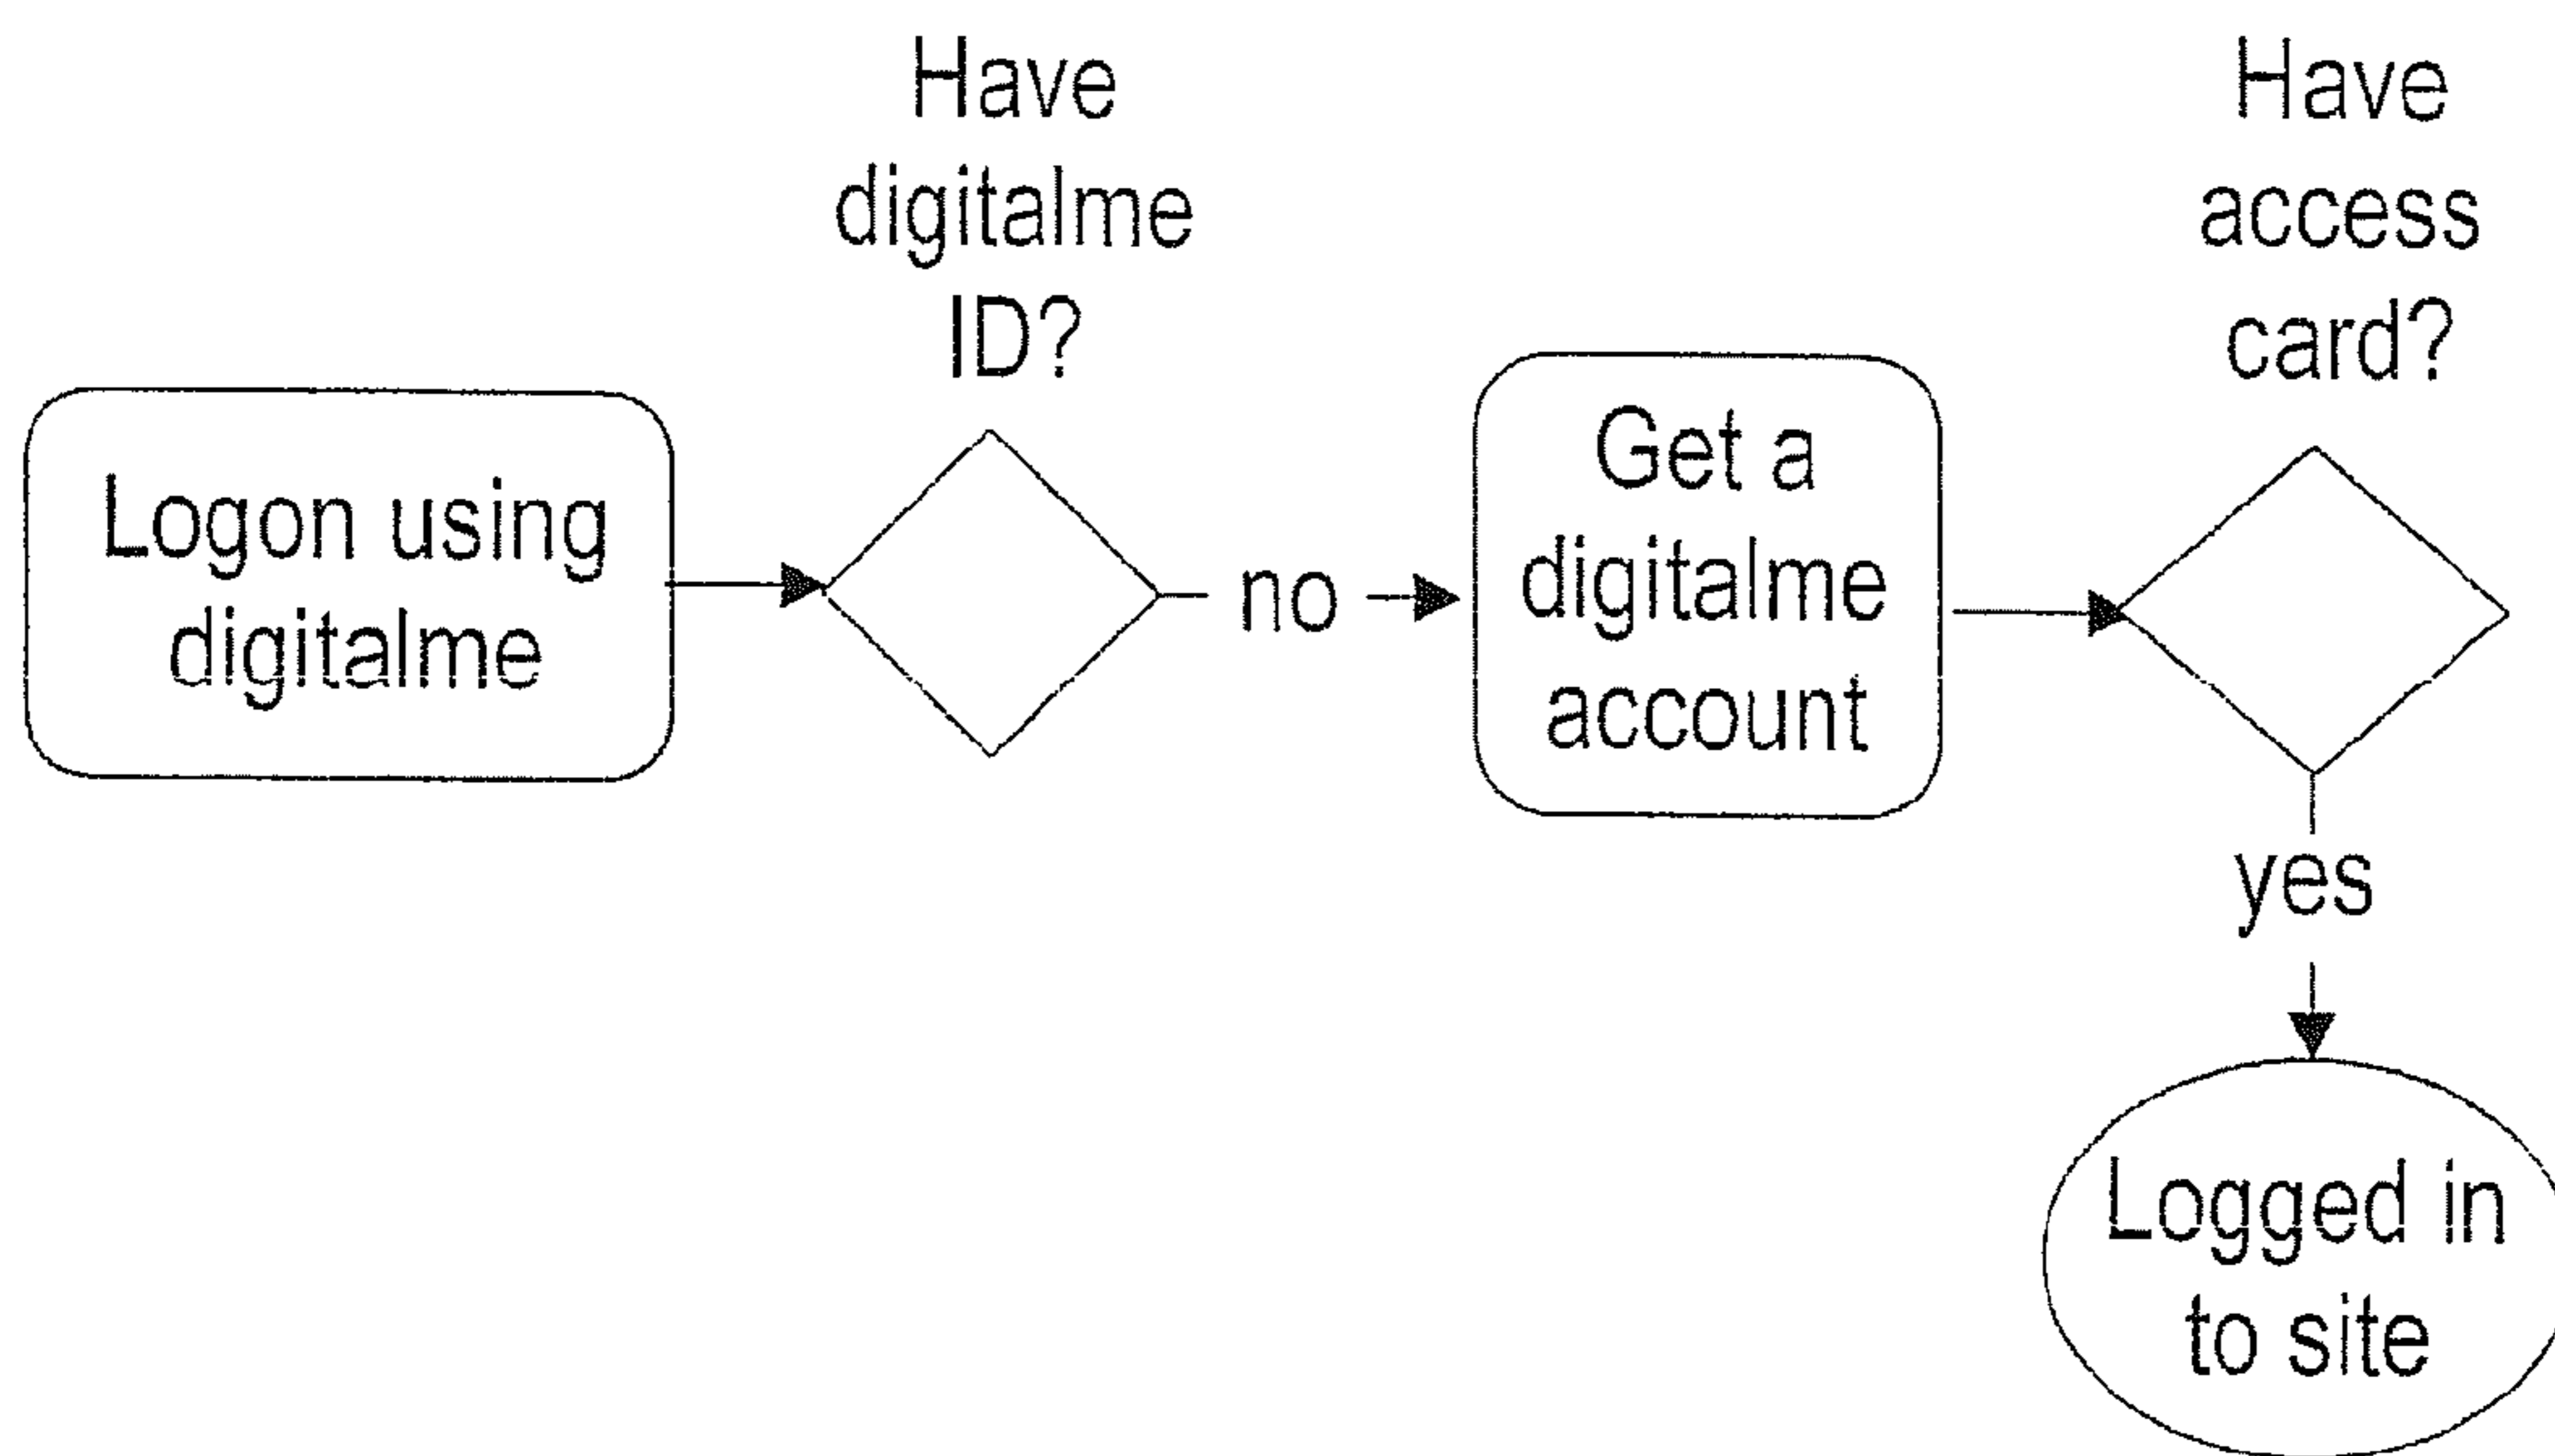 Have
digitalme
ID?
Have
access
card?
Logon using
digitalme
no
Get a
digitalme
account
yes
Logged in
to site